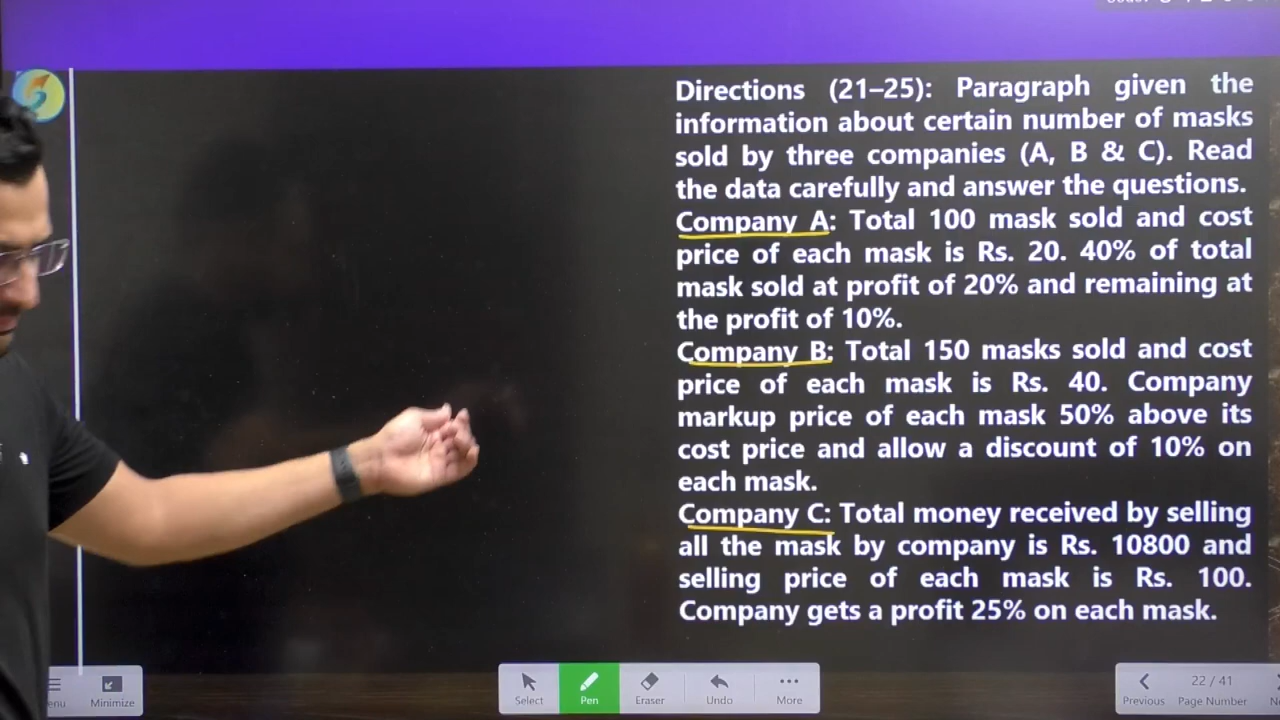 Directions (21–25): Paragraph given the
information about certain number of masks
sold by three companies (A, B & C). Read
the data carefully and answer the questions.
Company A: Total 100 mask sold and cost
price of each mask is Rs. 20. 40% of total
mask sold at profit of 20% and remaining at
the profit of 10%.
Company B: Total 150 masks sold and cost
price of each mask is Rs. 40. Company
markup price of each mask 50% above its
cost price and allow a discount of 10% on
each mask.
Company C: Total money received by selling
all the mask by company is Rs. 10800 and
selling price of each mask is Rs. 100.
Company gets a profit 25% on each mask.
Minimize
Select
Pen
Eraser
Undo
More
Previous
22 / 41
Page Number